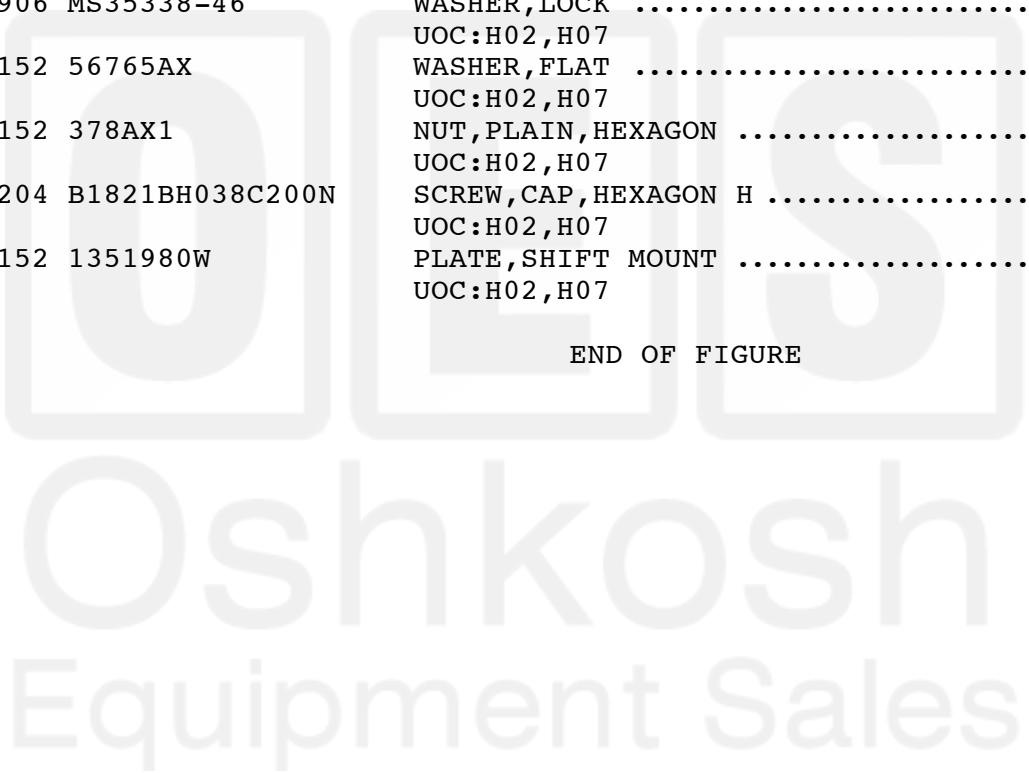 906 MS35338-46 WASHER,LOCK ...........................
UOC:H02,H07
152 56765AX WASHER,FLAT ...........................
UOC:H02,H07
152 378AX1 NUT,PLAIN,HEXAGON ....................
UOC:H02,H07
204 B1821BH038C200N SCREW,CAP,HEXAGON H ..................
UOC:H02,H07
152 1351980W PLATE,SHIFT MOUNT ....................
UOC:H02,H07
END OF FIGURE
OES
Oshkosh
Equipment Sales